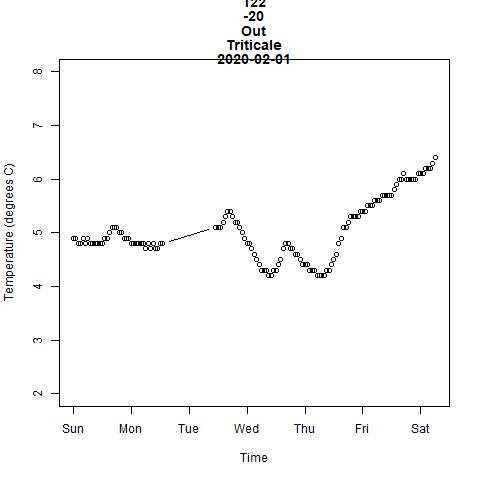 122
-20
Out
Triticale
2020-02-01
Temperature (degrees C)
8
7
6
5
4
3
2
Sun Mon Tue Wed Thu Fri Sat
Time